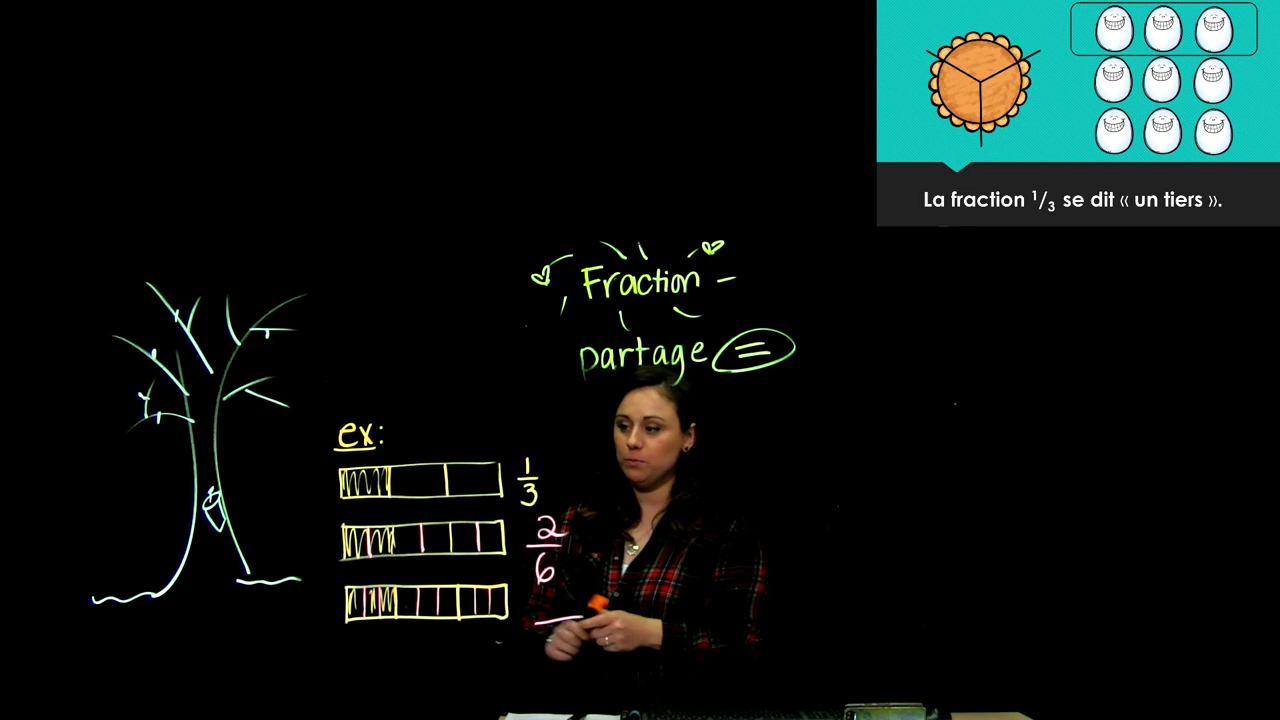 La fraction 1/3 se dit « un tiers ».
Fraction
partage =
ex:
1/3
2/6